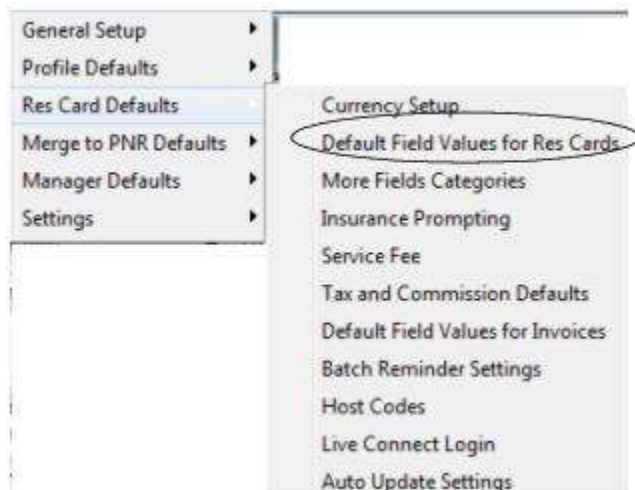 General Setup
Profile Defaults
Res Card Defaults
Merge to PNR Defaults
Manager Defaults
Settings
Currency Setup
Default Field Values for Res Cards
More Fields Categories
Insurance Prompting
Service Fee
Tax and Commission Defaults
Default Field Values for Invoices
Batch Reminder Settings
Host Codes
Live Connect Login
Auto Update Settings